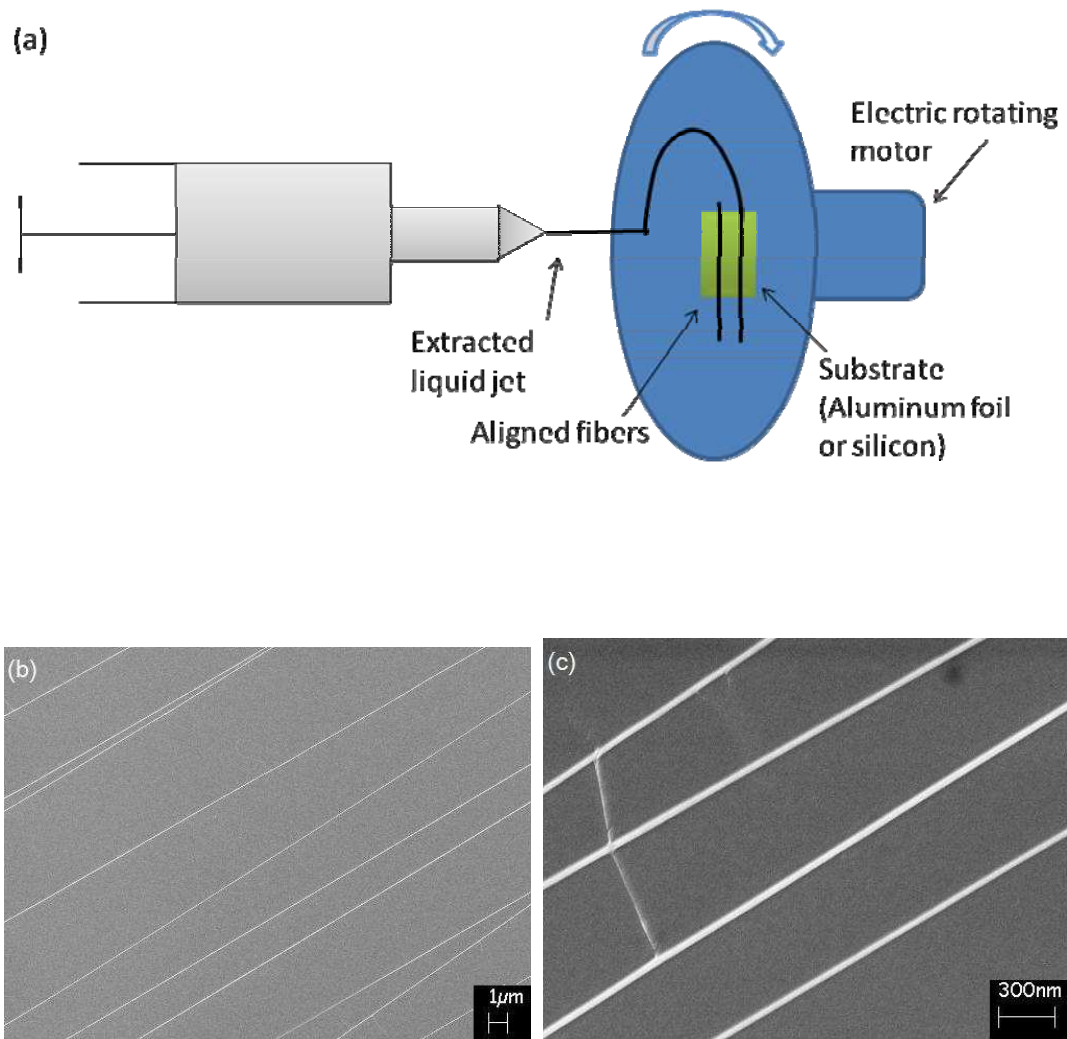 (a)
Electric rotating
motor
Extracted
liquid jet
Aligned fibers
Substrate
(Aluminum foil
or silicon)
(b)
(c)
1μm
300nm